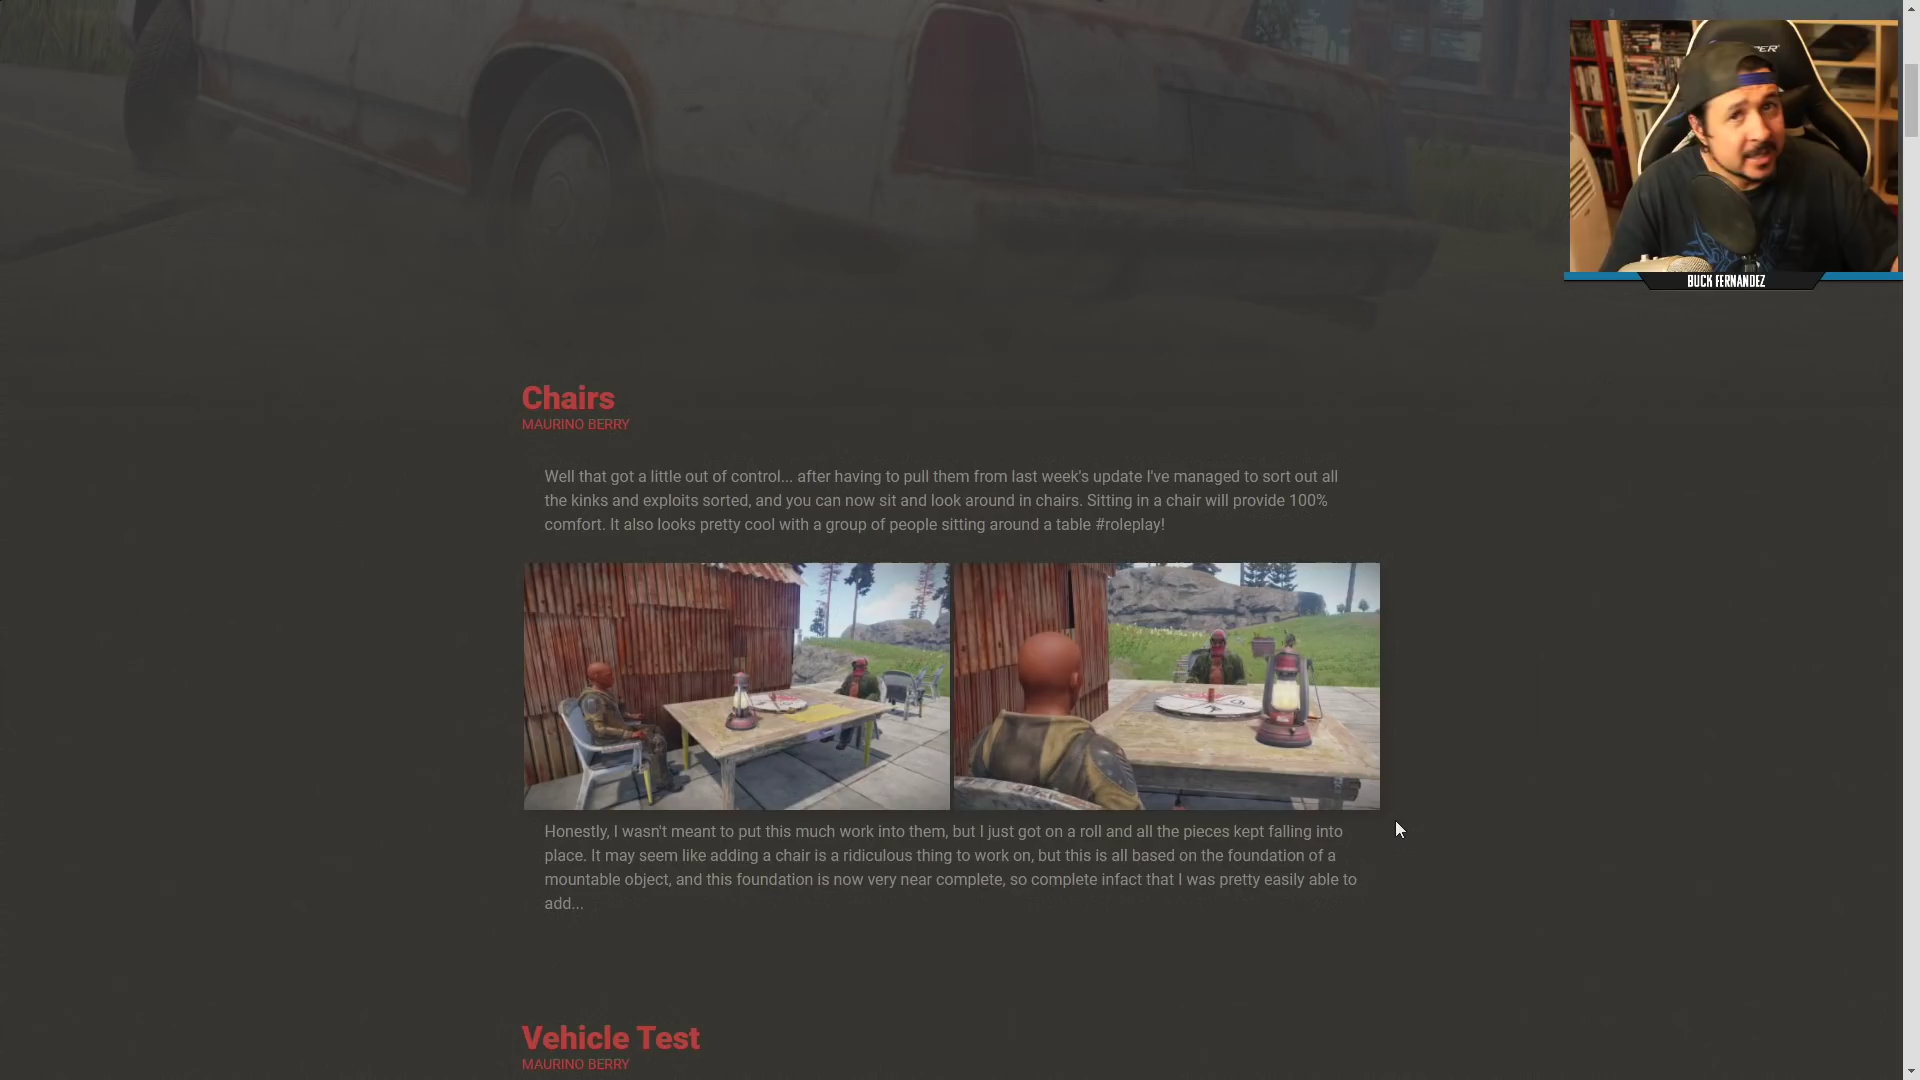 ER
BUCK FERNANDEZ
Chairs
MAURINO BERRY
Well that got a little out of control... after having to pull them from last week's update I've managed to sort out all
the kinks and exploits sorted, and you can now sit and look around in chairs. Sitting in a chair will provide 100%
comfort. It also looks pretty cool with a group of people sitting around a table #roleplay!
Honestly, I wasn't meant to put this much work into them, but I just got on a roll and all the pieces kept falling into
place. It may seem like adding a chair is a ridiculous thing to work on, but this is all based on the foundation of a
mountable object, and this foundation is now very near complete, so complete infact that I was pretty easily able to
add...
Vehicle Test
MAURINO BERRY